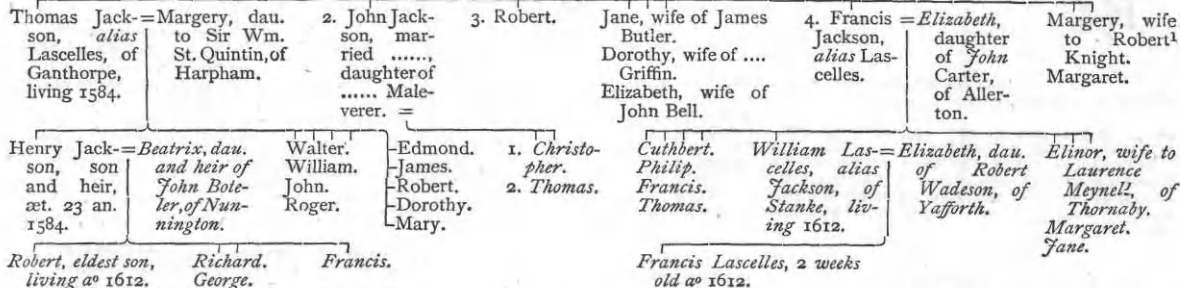 Thomas Jack-
son, alias
Lascelles, of
Ganthorpe,
living 1584.
=Margery, dau.
to Sir Wm.
St. Quintin, of
Harpham.
2. John Jack-
son, mar-
ried ......,
daughter of
...... Male-
verer. =
3. Robert.
Jane, wife of James
Butler.
Dorothy, wife of ....
Griffin.
Elizabeth, wife of
John Bell.
4. Francis
Jackson,
alias Las-
celles.
=Elizabeth,
daughter
of John
Carter,
of Aller-
ton.
Margery, wife
to Robert¹
Knight.
Margaret.
Henry Jack-
son, son
and heir,
æt. 23 an.
1584.
=Beatrix, dau.
and heir of
John Bote-
ler, of Nun-
nington.
Walter.
William.
John.
Roger.
Edmond.
James.
Robert.
Dorothy.
Mary.
1. Christo-
pher.
2. Thomas.
Cuthbert.
Philip.
Francis.
Thomas.
William Las-
celles, alias
Jackson, of
Stanke, liv-
ing 1612.
=Elizabeth, dau.
of Robert
Wadeson, of
Yafforth.
Elinor, wife to
Laurence
Meynell, of
Thornaby.
Margaret.
Jane.
Robert, eldest son,
living aº 1612.
Richard.
George.
Francis.
Francis Lascelles, 2 weeks
old aº 1612.